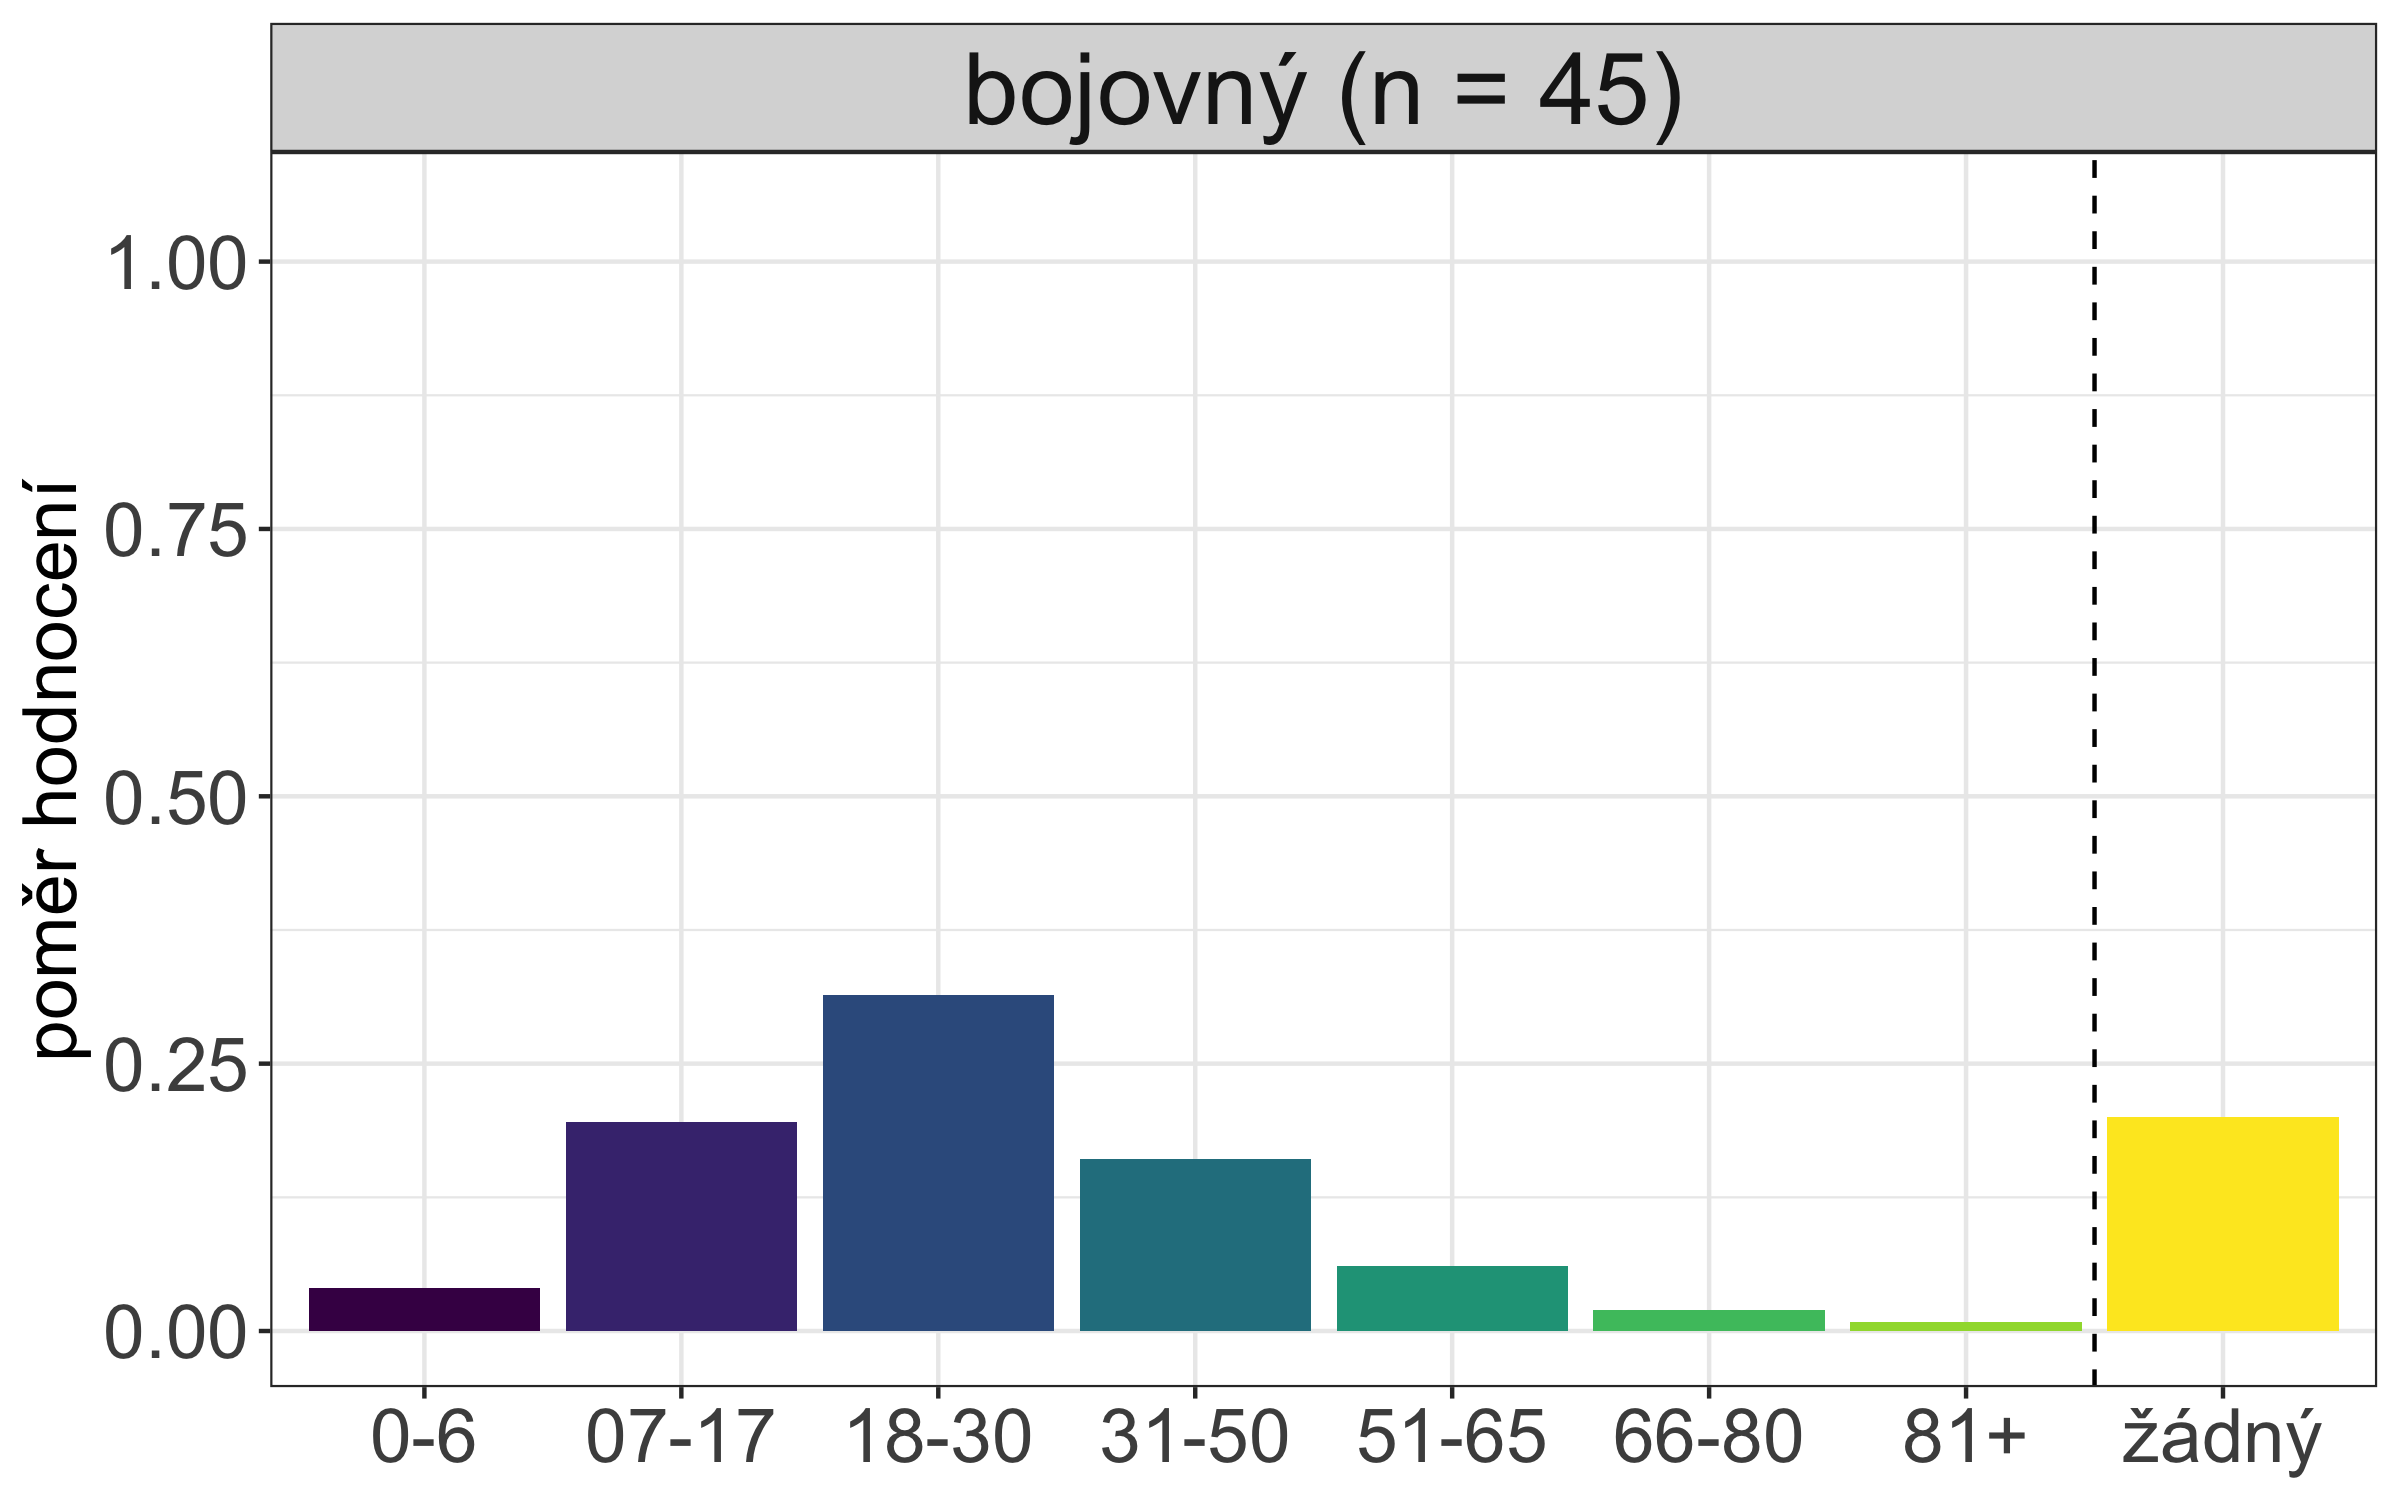 bojovný (n = 45)
poměr hodnocení
1.00
0.75
0.50
0.25
0.00
0-6 07-17 18-30 31-50 51-65 66-80 81+ žádný